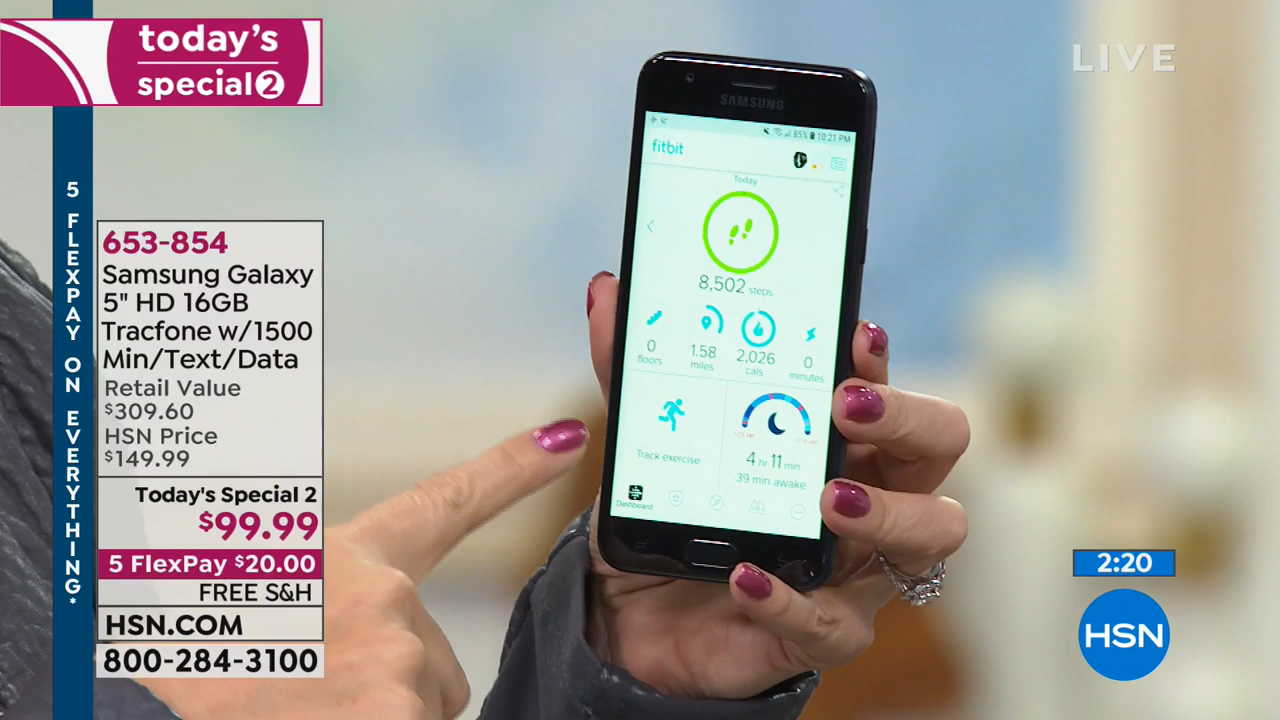 today's
special2
LIVE
5 FLEXPAY ON EVERYTHING*
653-854
Samsung Galaxy
5" HD 16GB
Tracfone w/1500
Min/Text/Data
Retail Value
$309.60
HSN Price
$149.99
Today's Special 2
$99.99
5 FlexPay $20.00
FREE S&H
HSN.COM
800-284-3100
SAMSUNG
85% 10:21 PM
fitbit
Today
8,502 steps
0 1.58 2,026 0
floors miles cals minutes
Track exercise
4 hr 11 min
39 min awake
Dashboard
2:20
HSN